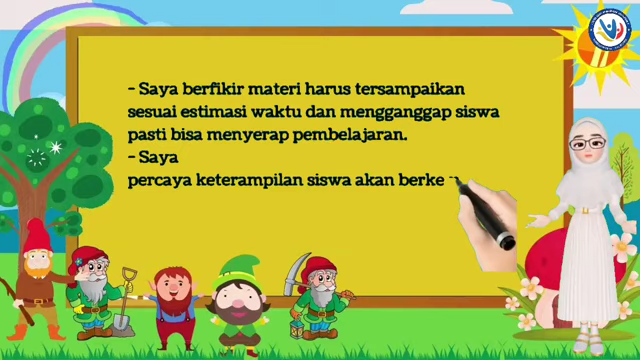 - Saya berfikir materi harus tersampaikan
sesuai estimasi waktu dan mengganggap siswa
pasti bisa menyerap pembelajaran.
- Saya
percaya keterampilan siswa akan berke